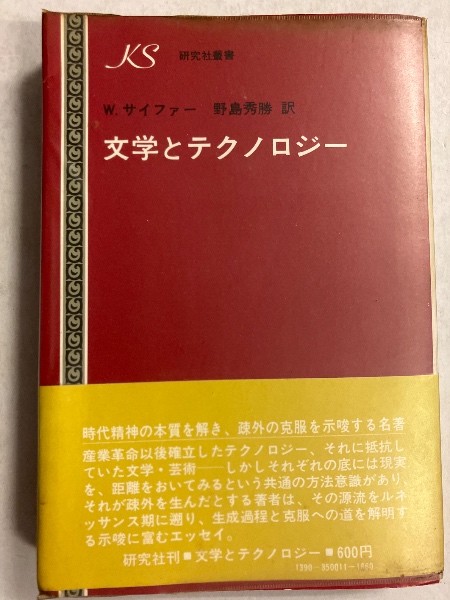 KS 研究社叢書
W. サイファー 野島秀勝 訳
文学とテクノロジー
時代精神の本質を解き、疎外の克服を示唆する名著
産業革命以後確立したテクノロジー、それに抵抗し
ていた文学・芸術——しかしそれぞれの底には現実
を、距離をおいてみるという共通の方法意識があり、
それが疎外を生んだとする著者は、その源流をルネ
ッサンス期に遡り、生成過程と克服への道を解明す
る示唆に富むエッセイ。
研究社刊■文学とテクノロジー■600円
1390-350011-1860